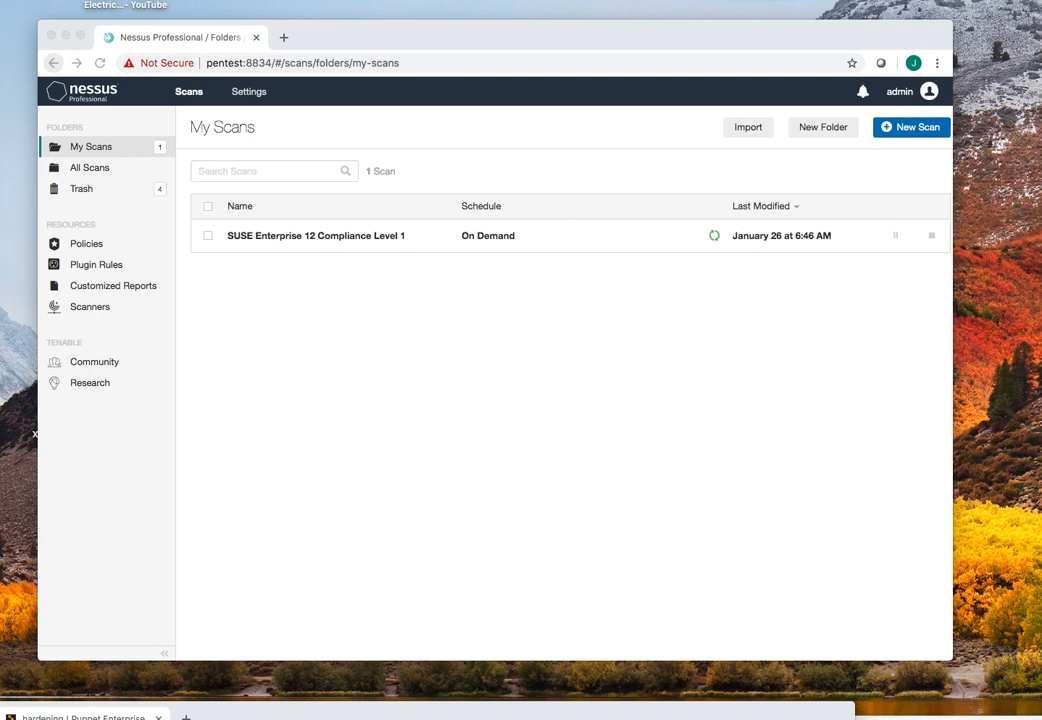 Electric...- YouTube
Nessus Professional / Folders /
Not Secure | pentest:8834/#/scans/folders/my-scans
J
nessus
Professional
Scans
Settings
admin
FOLDERS
My Scans
1
All Scans
Trash
4
RESOURCES
Policies
Plugin Rules
Customized Reports
Scanners
TENABLE
Community
Research
My Scans
Import
New Folder
New Scan
Search Scans
1 Scan
Name
Schedule
Last Modified
SUSE Enterprise 12 Compliance Level 1
On Demand
January 26 at 6:46 AM
X
hardening | Puppet Enterprise